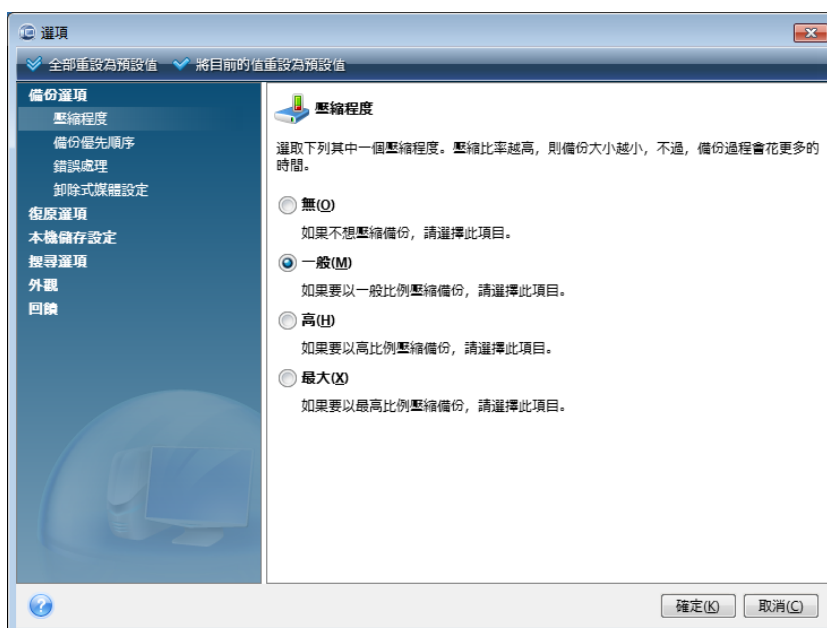 選項
全部重設為預設值 將目前的值重設為預設值
備份選項
壓縮程度
備份優先順序
錯誤處理
卸除式媒體設定
復原選項
本機儲存設定
搜尋選項
外觀
回饋
壓縮程度
選取下列其中一個壓縮程度。壓縮比率越高，則備份大小越小，不過，備份過程會花更多的
時間。
無(O)
如果不想壓縮備份，請選擇此項目。
一般(M)
如果要以一般比例壓縮備份，請選擇此項目。
高(H)
如果要以高比例壓縮備份，請選擇此項目。
最大(X)
如果要以最高比例壓縮備份，請選擇此項目。
確定(K) 取消(C)